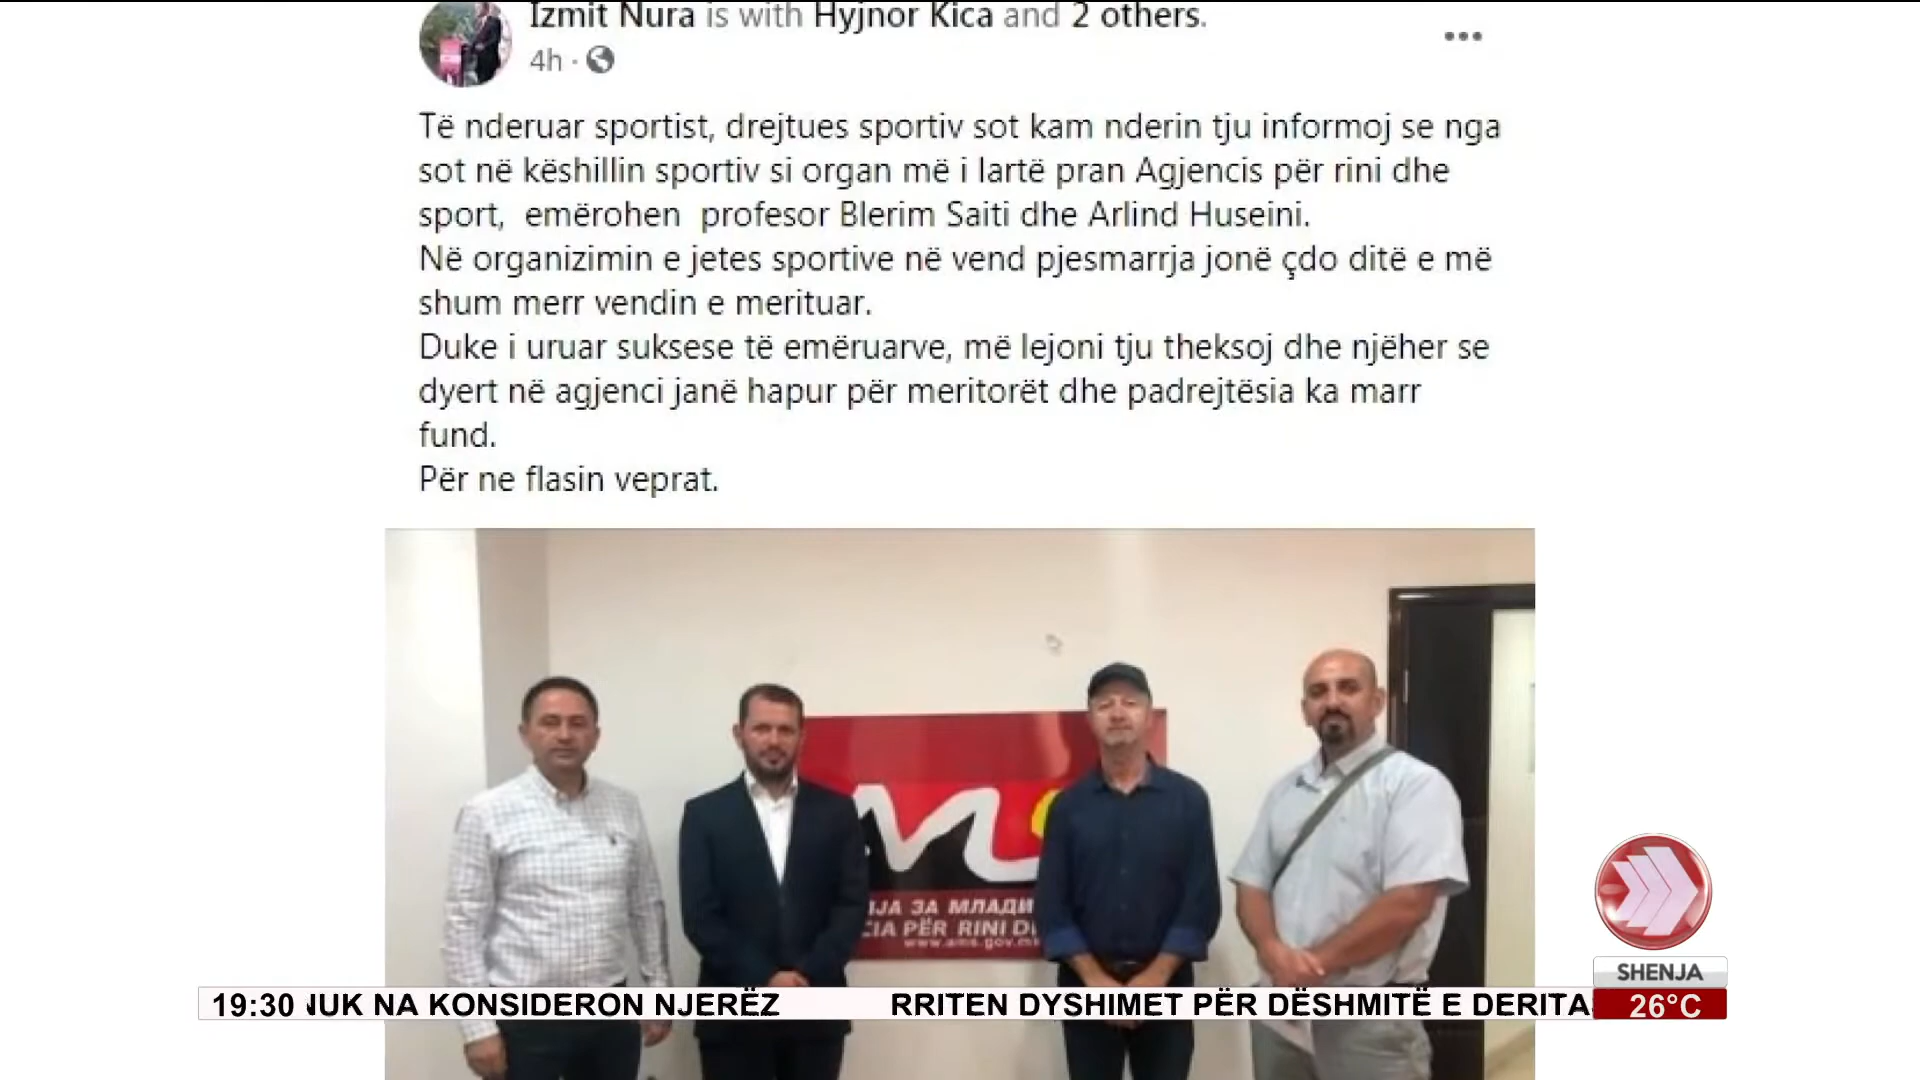 Izmit Nura is with Hyjnor Kica and 2 others.
4h ·
Të nderuar sportist, drejtues sportiv sot kam nderin tju informoj se nga
sot në këshillin sportiv si organ më i lartë pran Agjencis për rini dhe
sport, emërohen profesor Blerim Saiti dhe Arlind Huseini.
Në organizimin e jetes sportive në vend pjesmarrja jonë çdo ditë e më
shum merr vendin e merituar.
Duke i uruar suksese të emëruarve, më lejoni tju theksoj dhe njëher se
dyert në agjenci janë hapur për meritorët dhe padrejtësia ka marr
fund.
Për ne flasin veprat.
ЗА МЛАДИ
PËR RINI
www.ams.gov.m
SHENJA
19:30 NUK NA KONSIDERON NJERËZ RRITEN DYSHIMET PËR DËSHMITË E DERITA
26°C